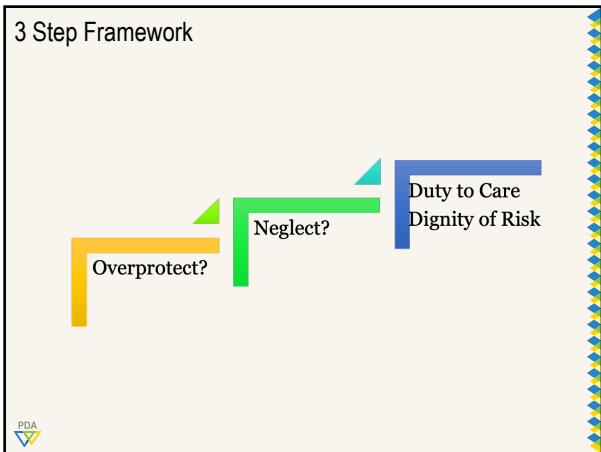 3 Step Framework
Overprotect?
Neglect?
Duty to Care
Dignity of Risk
PDA